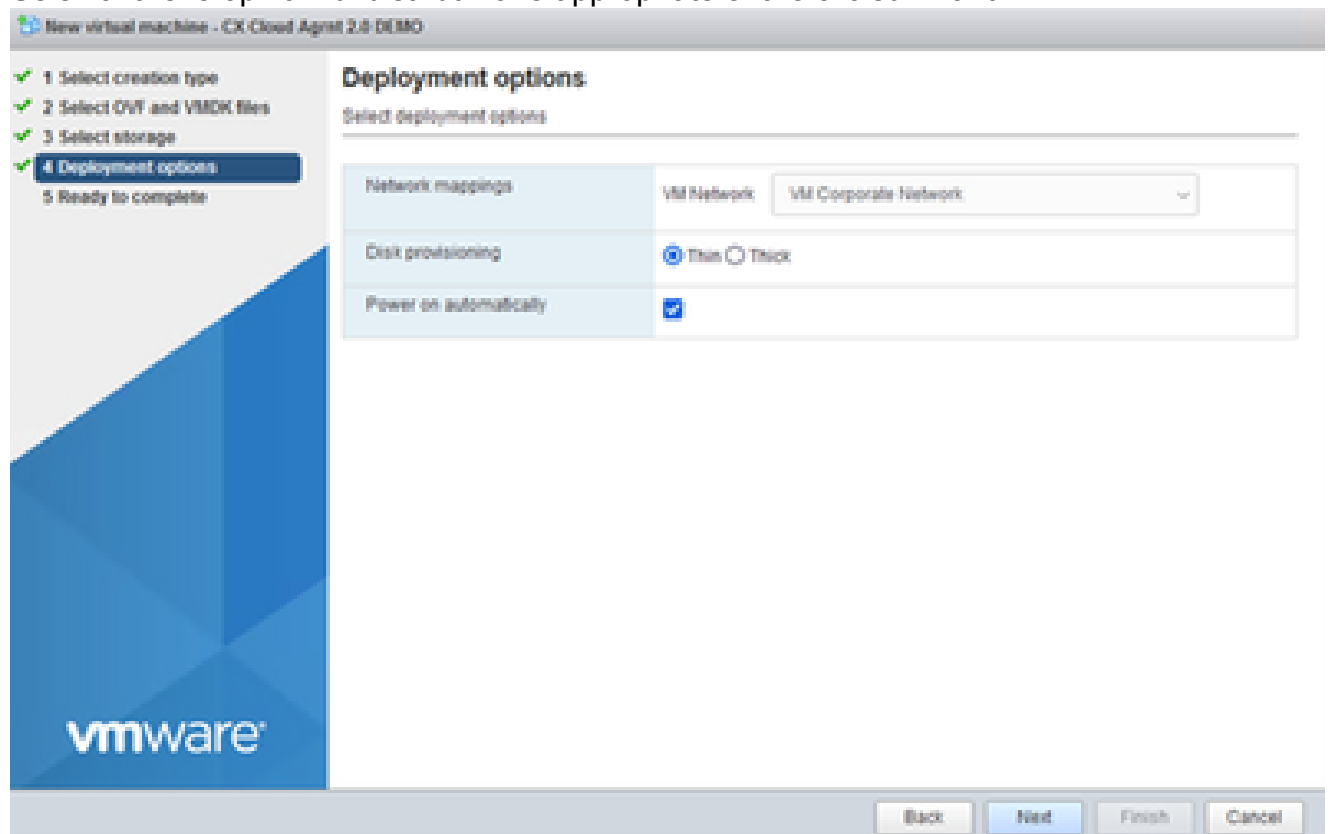 New virtual machine - CX Cloud Agrnt 2.0 DEMO
1 Select creation type
2 Select OVF and VMDK files
3 Select storage
4 Deployment options
5 Ready to complete
Deployment options
Select deployment options
Network mappings
VM Network VM Corporate Network
Disk provisioning
Thin Thick
Power on automatically
vmware
Back Next Finish Cancel